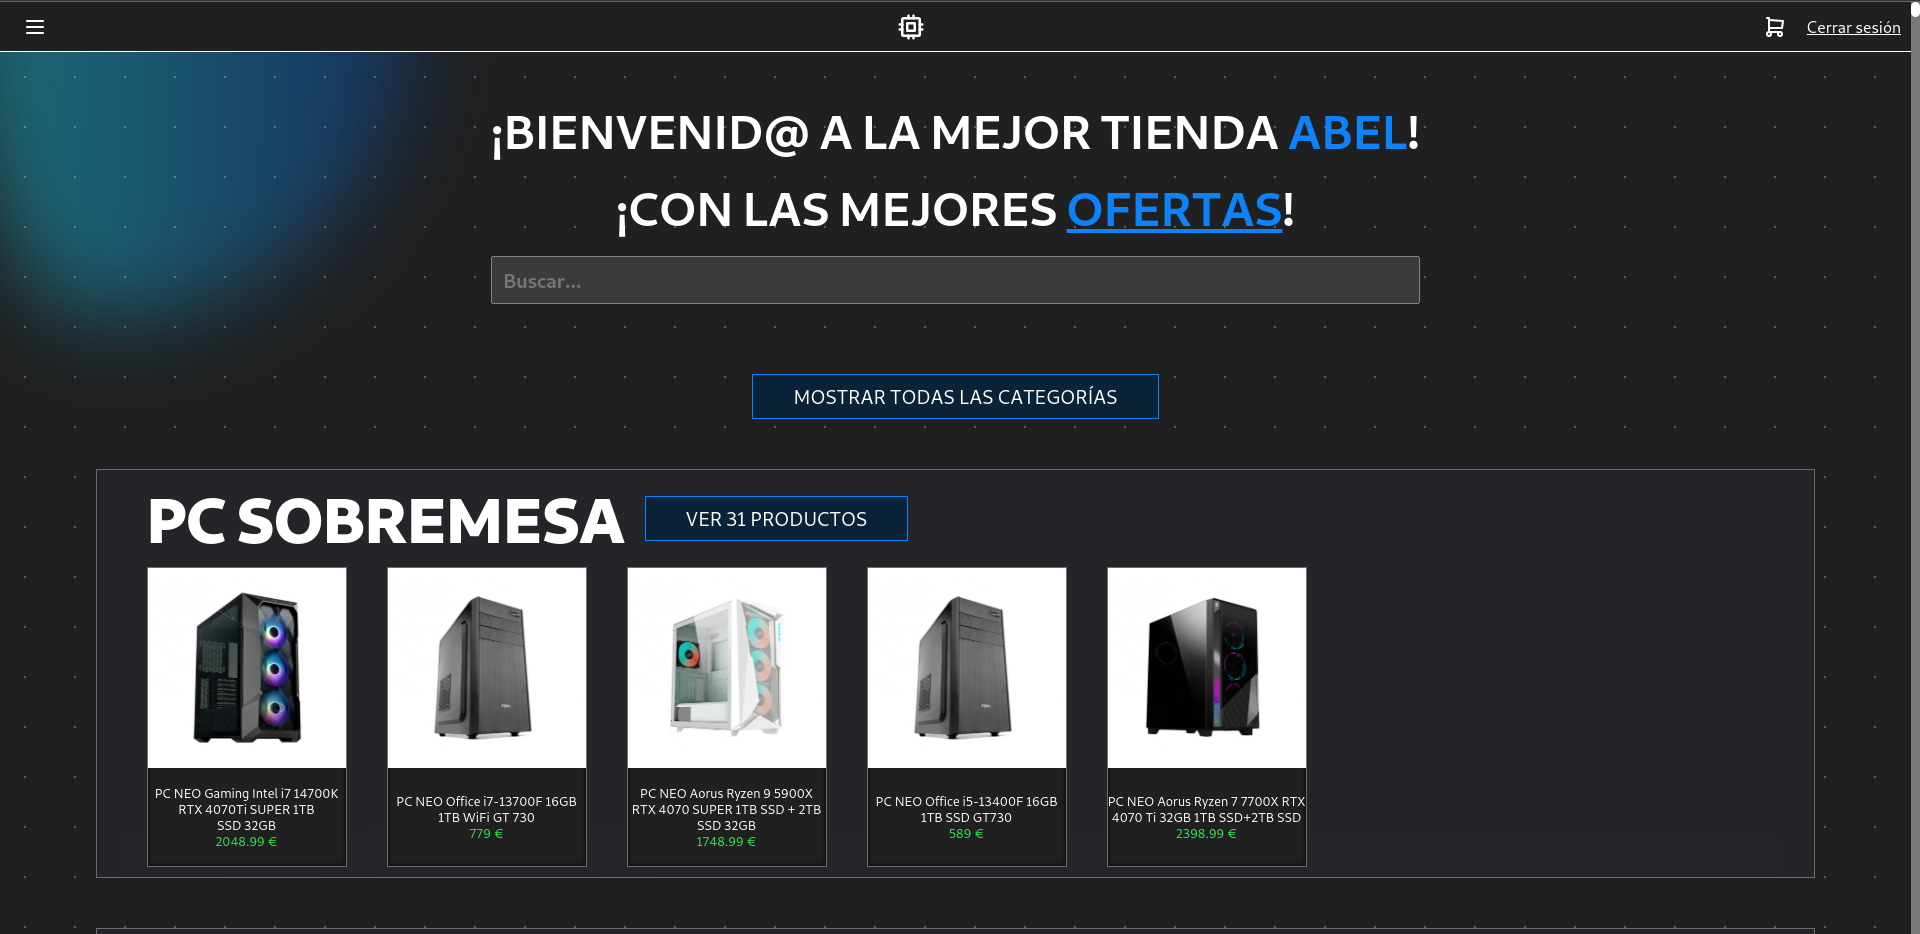 Cerrar sesión
¡BIENVENID@ A LA MEJOR TIENDA ABEL!
¡CON LAS MEJORES OFERTAS!
Buscar...
MOSTRAR TODAS LAS CATEGORÍAS
PC SOBREMESA
VER 31 PRODUCTOS
PC NEO Gaming Intel i7 14700K
RTX 4070Ti SUPER 1TB
SSD 32GB
2048.99 €
PC NEO Office i7-13700F 16GB
1TB WiFi GT 730
779 €
PC NEO Aorus Ryzen 9 5900X
RTX 4070 SUPER 1TB SSD + 2TB
SSD 32GB
1748.99 €
PC NEO Office i5-13400F 16GB
1TB SSD GT730
589 €
PC NEO Aorus Ryzen 7 7700X RTX
4070 Ti 32GB 1TB SSD+2TB SSD
2398.99 €